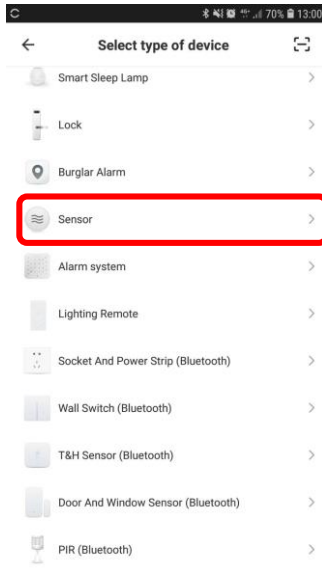 70% 13:00
Select type of device
Smart Sleep Lamp
Lock
Burglar Alarm
Sensor
Alarm system
Lighting Remote
Socket And Power Strip (Bluetooth)
Wall Switch (Bluetooth)
T&H Sensor (Bluetooth)
Door And Window Sensor (Bluetooth)
PIR (Bluetooth)